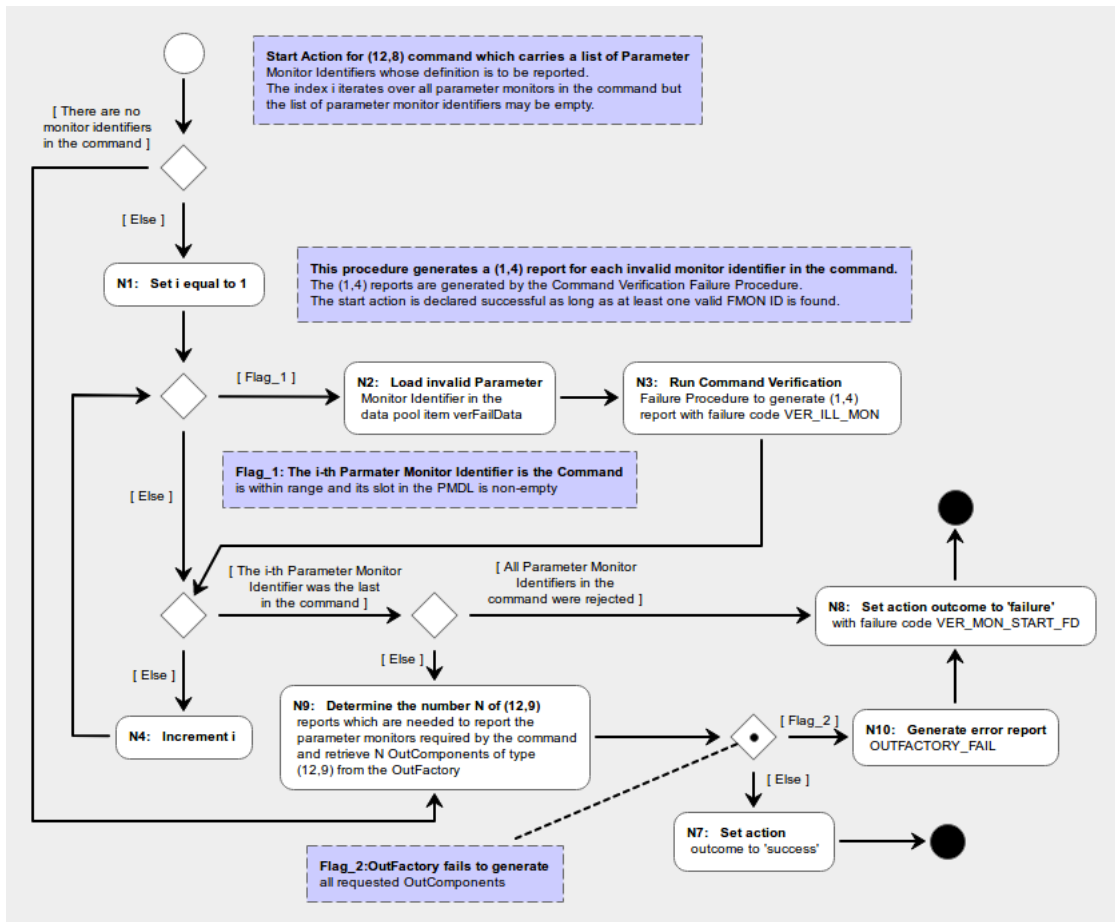 Start Action for (12,8) command which carries a list of Parameter
Monitor Identifiers whose definition is to be reported.
The index i iterates over all parameter monitors in the command but
the list of parameter monitor identifiers may be empty.
[ There are no
monitor identifiers
in the command ]
[ Else ]
N1: Set i equal to 1
This procedure generates a (1,4) report for each invalid monitor identifier in the command.
The (1,4) reports are generated by the Command Verification Failure Procedure.
The start action is declared successful as long as at least one valid FMON ID is found.
[ Flag_1 ]
N2: Load invalid Parameter
Monitor Identifier in the
data pool item verFailData
N3: Run Command Verification
Failure Procedure to generate (1,4)
report with failure code VER_ILL_MON
Flag_1: The i-th Parmater Monitor Identifier is the Command
is within range and its slot in the PMDL is non-empty
[ Else ]
[ The i-th Parameter Monitor
Identifier was the last
in the command ]
[ All Parameter Monitor
Identifiers in the
command were rejected ]
N8: Set action outcome to 'failure'
with failure code VER_MON_START_FD
[ Else ]
[ Else ]
N4: Increment i
N9: Determine the number N of (12,9)
reports which are needed to report the
parameter monitors required by the command
and retrieve N OutComponents of type
(12,9) from the OutFactory
[ Flag_2 ]
N10: Generate error report
OUTFACTORY_FAIL
[ Else ]
N7: Set action
outcome to 'success'
Flag_2:OutFactory fails to generate
all requested OutComponents